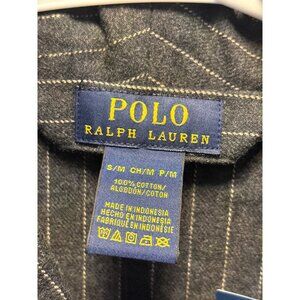 POLO
RALPH LAUREN
S/M CH/M P/M
100% COTTON/
ALGODÓN/COTON
MADE IN INDONESIA
HECHO EN INDONESIA
FABRIQUÉ EN INDONÉSIE